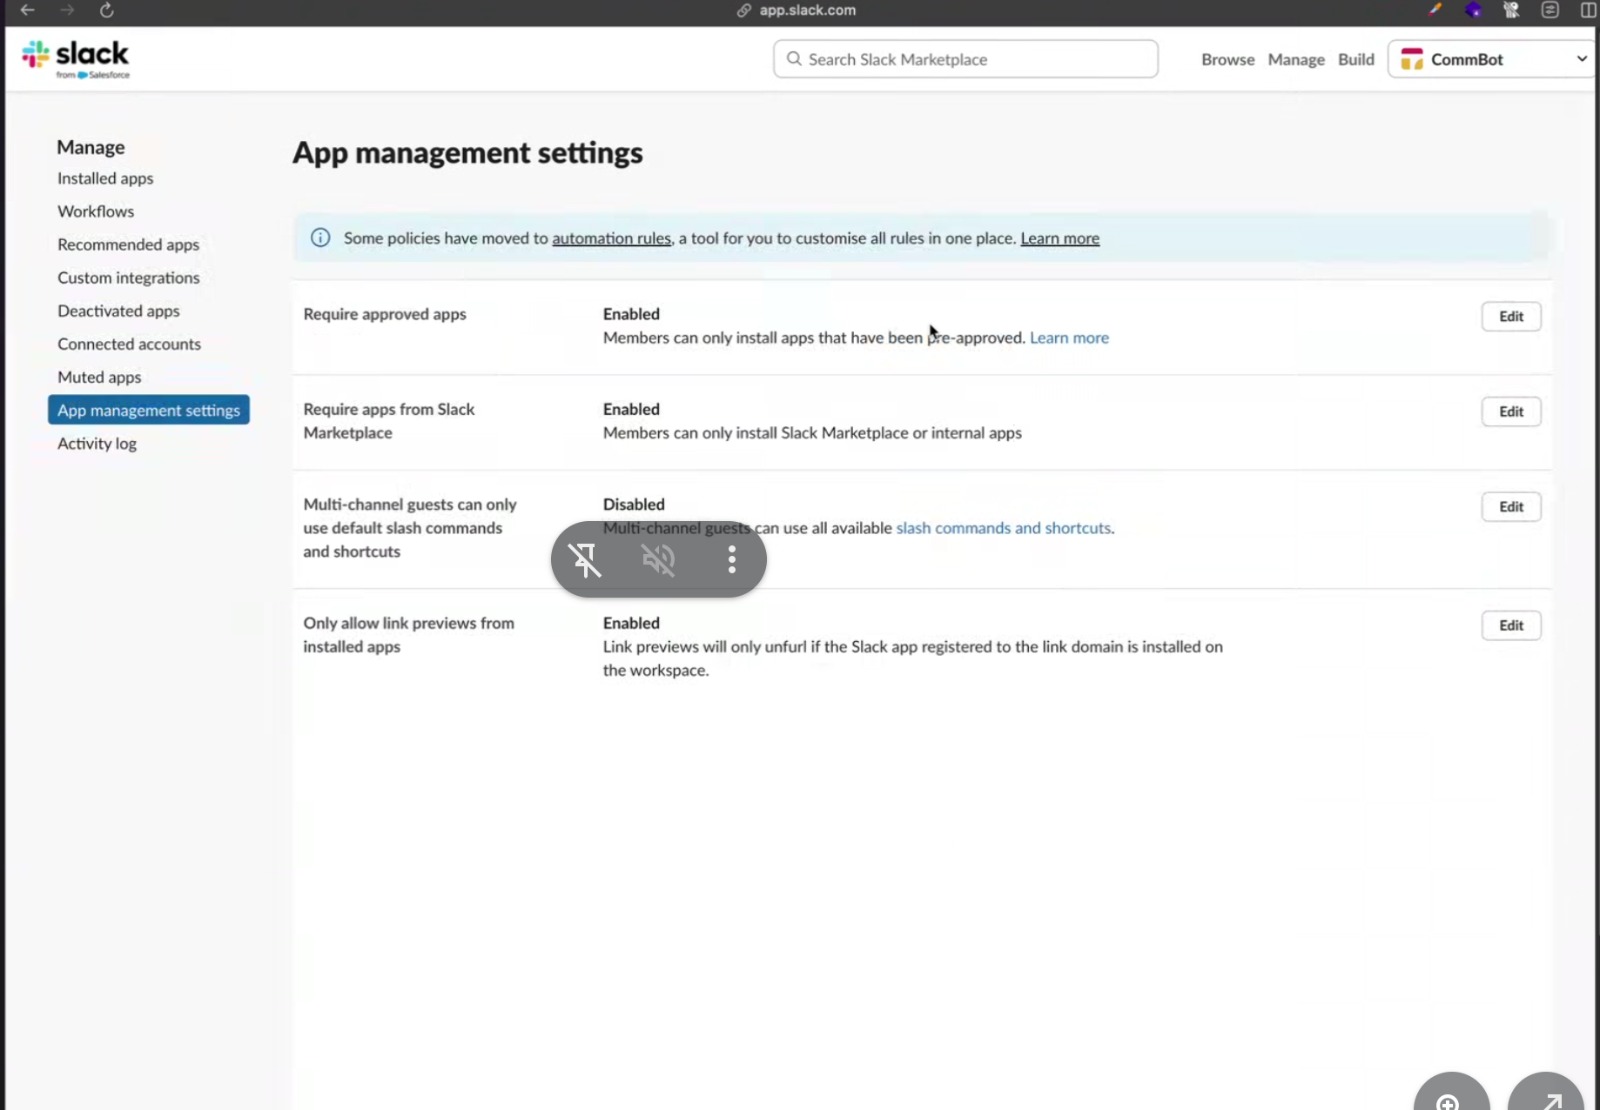 app.slack.com
slack
from Salesforce
Search Slack Marketplace
Browse
Manage
Build
CommBot
Manage
Installed apps
Workflows
Recommended apps
Custom integrations
Deactivated apps
Connected accounts
Muted apps
App management settings
Activity log
App management settings
Some policies have moved to automation rules, a tool for you to customise all rules in one place. Learn more
Require approved apps
Enabled
Members can only install apps that have been pre-approved. Learn more
Edit
Require apps from Slack
Marketplace
Enabled
Members can only install Slack Marketplace or internal apps
Edit
Multi-channel guests can only
use default slash commands
and shortcuts
Disabled
Multi-channel guests can use all available slash commands and shortcuts.
Edit
Only allow link previews from
installed apps
Enabled
Link previews will only unfurl if the Slack app registered to the link domain is installed on
the workspace.
Edit